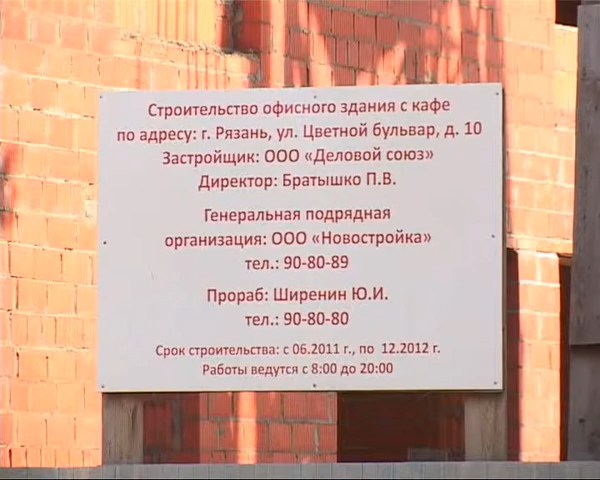 Строительство офисного здания с кафе
по адресу: г. Рязань, ул. Цветной бульвар, д. 10
Застройщик: ООО «Деловой союз»
Директор: Братышко П.В.
Генеральная подрядная
организация: ООО «Новостройка»
тел.: 90-80-89
Прораб: Ширенин Ю.И.
тел.: 90-80-80
Срок строительства: с 06.2011 г., по 12.2012 г.
Работы ведутся с 8:00 до 20:00